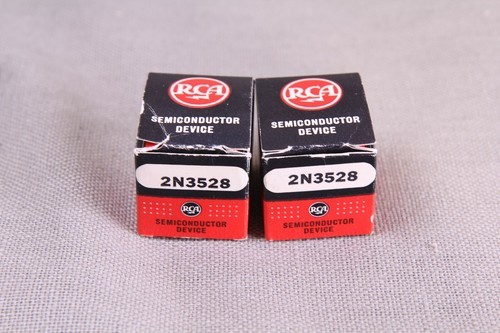 RCA
SEMICONDUCTOR
DEVICE
2N3528
RCA
SEMICONDUCTOR
DEVICE
RCA
SEMICONDUCTOR
DEVICE
2N3528
RCA
SEMICONDUCTOR
DEVICE